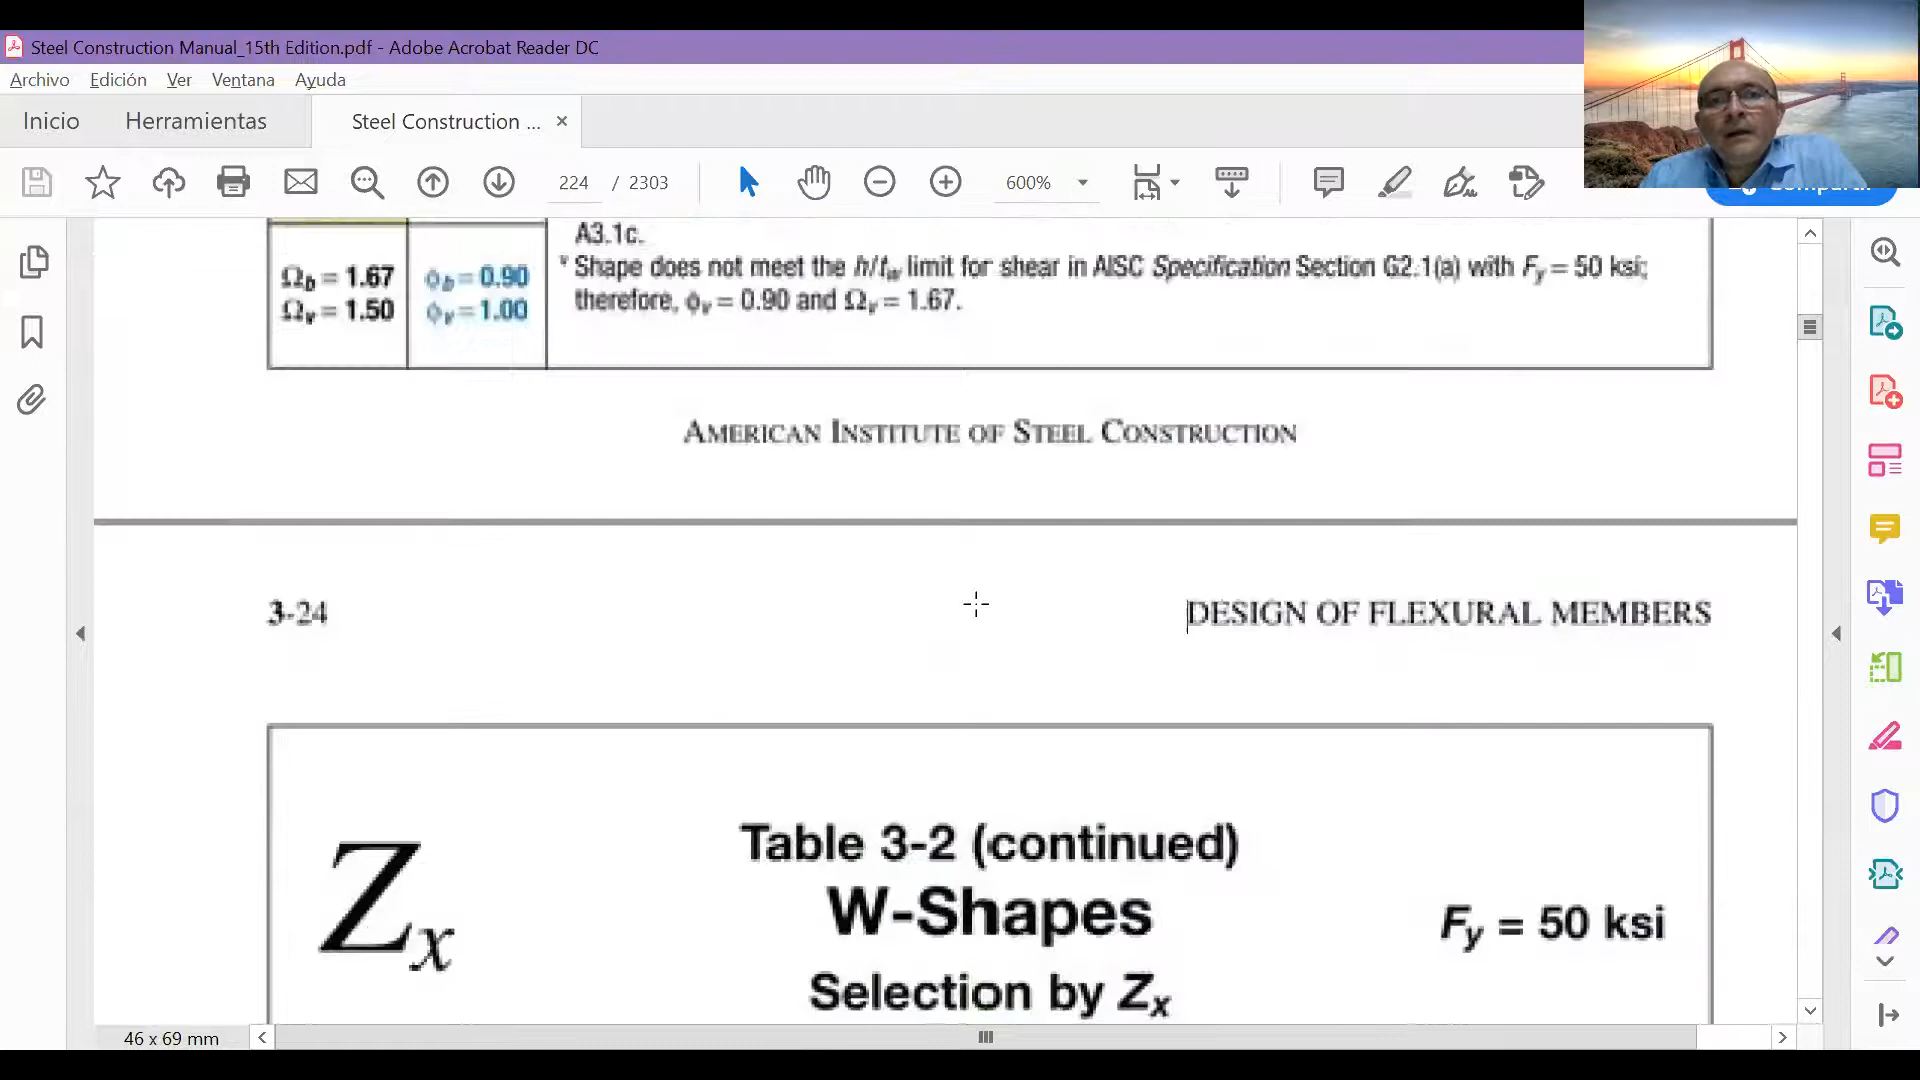 Steel Construction Manual_15th Edition.pdf - Adobe Acrobat Reader DC
Archivo Edición Ver Ventana Ayuda
Inicio Herramientas Steel Construction ... ×
224 / 2303 600%
A3.1c.
Ωb = 1.67 ϕb = 0.90 ᵛ Shape does not meet the h/tw limit for shear in AISC Specification Section G2.1(a) with Fy = 50 ksi;
Ωv = 1.50 ϕv = 1.00 therefore, ϕv = 0.90 and Ωv = 1.67.
AMERICAN INSTITUTE OF STEEL CONSTRUCTION
3-24 DESIGN OF FLEXURAL MEMBERS
Table 3-2 (continued)
Zx W-Shapes Fy = 50 ksi
Selection by Zx
46 x 69 mm